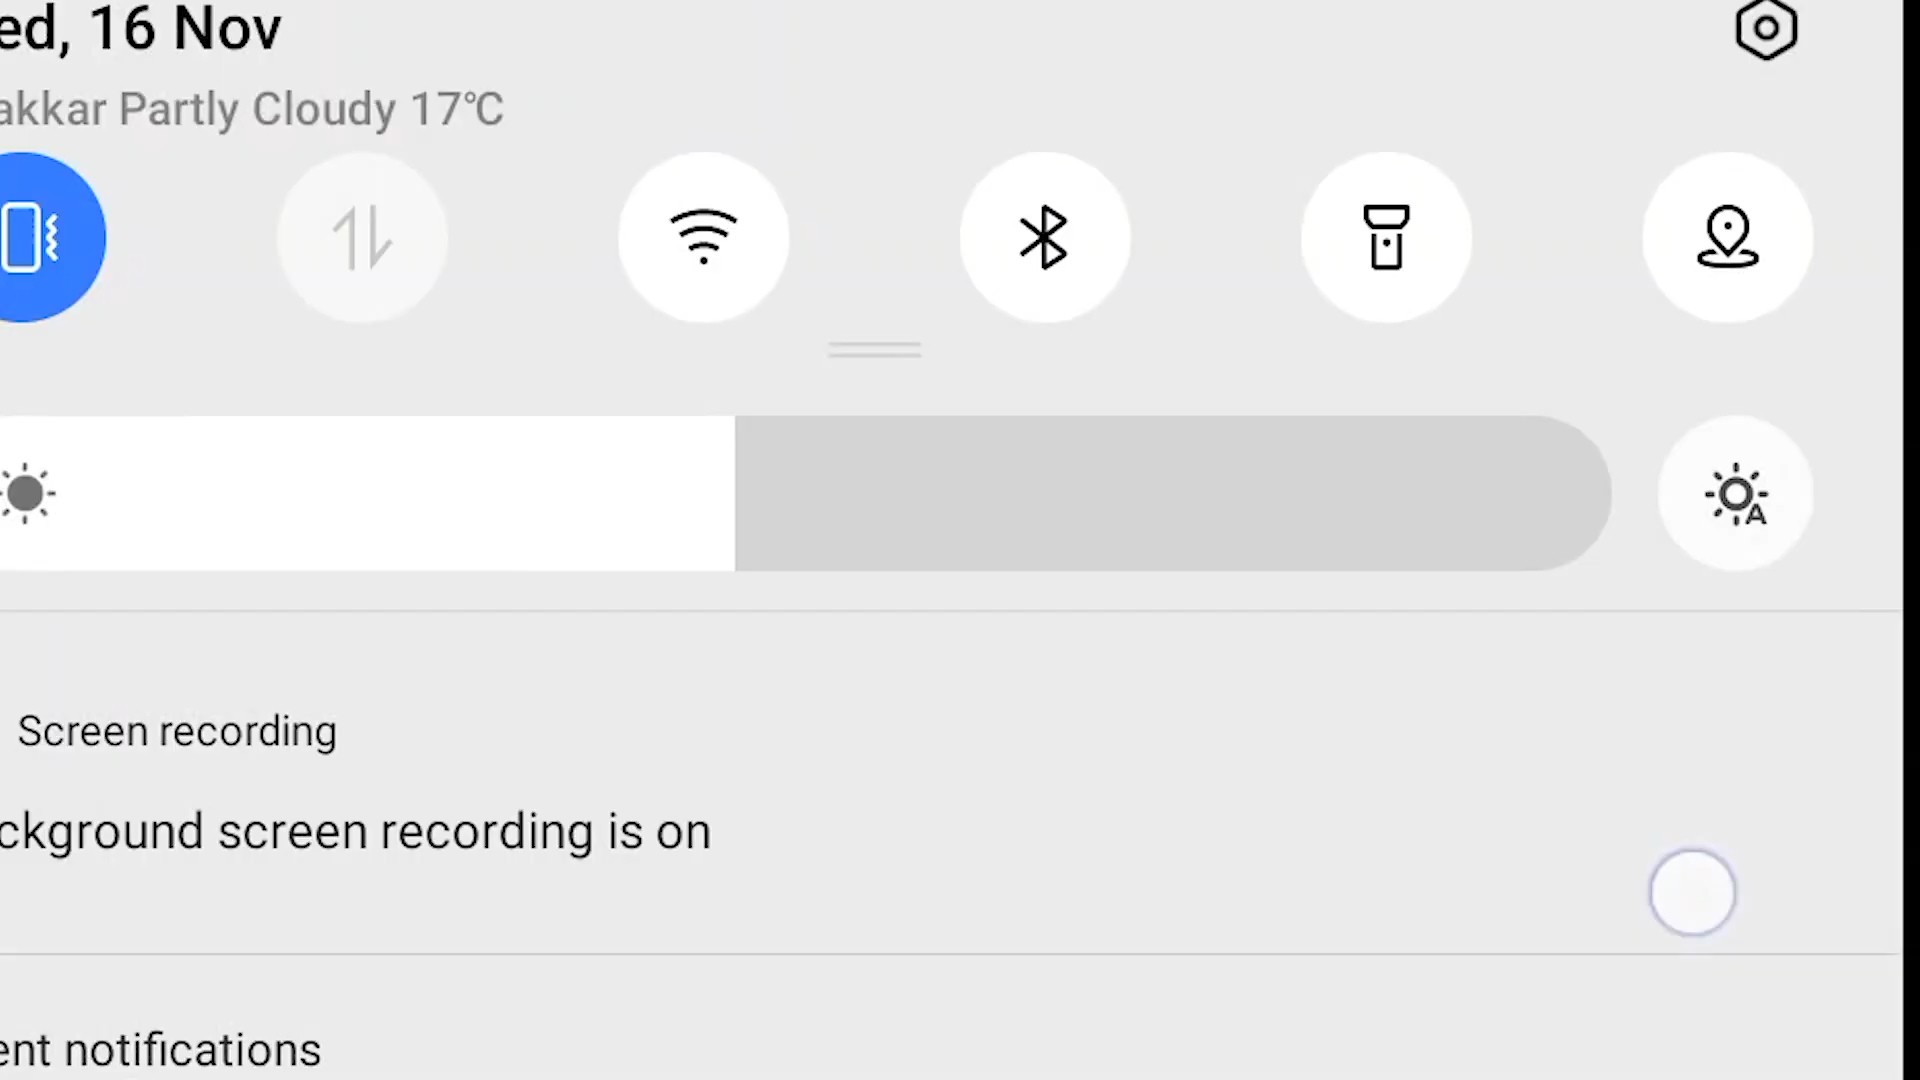 ed, 16 Nov
akkar Partly Cloudy 17°C
A
Screen recording
ckground screen recording is on
ent notifications